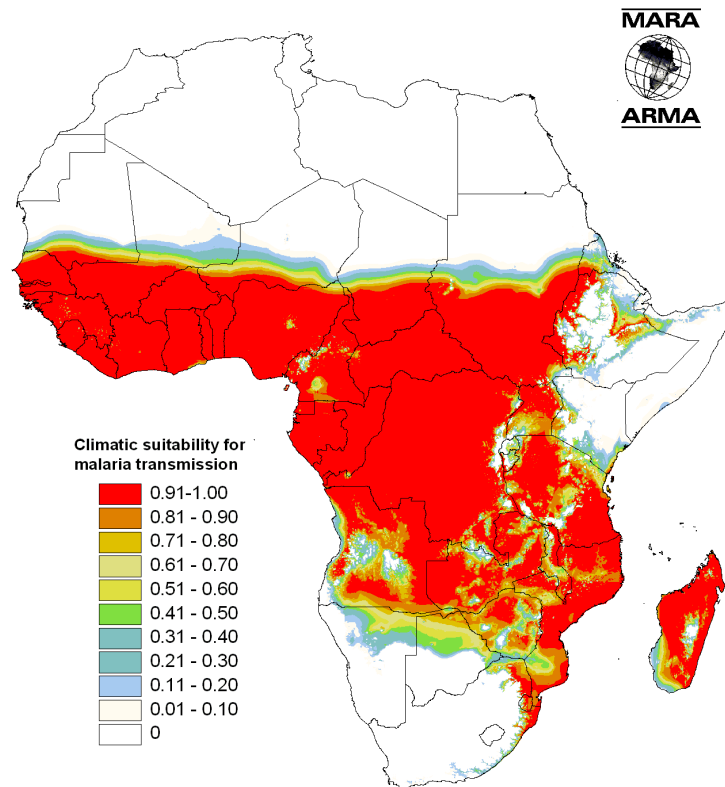 MARA
ARMA
Climatic suitability for
malaria transmission
0.91-1.00
0.81 - 0.90
0.71 - 0.80
0.61 - 0.70
0.51 - 0.60
0.41 - 0.50
0.31 - 0.40
0.21 - 0.30
0.11 - 0.20
0.01 - 0.10
0